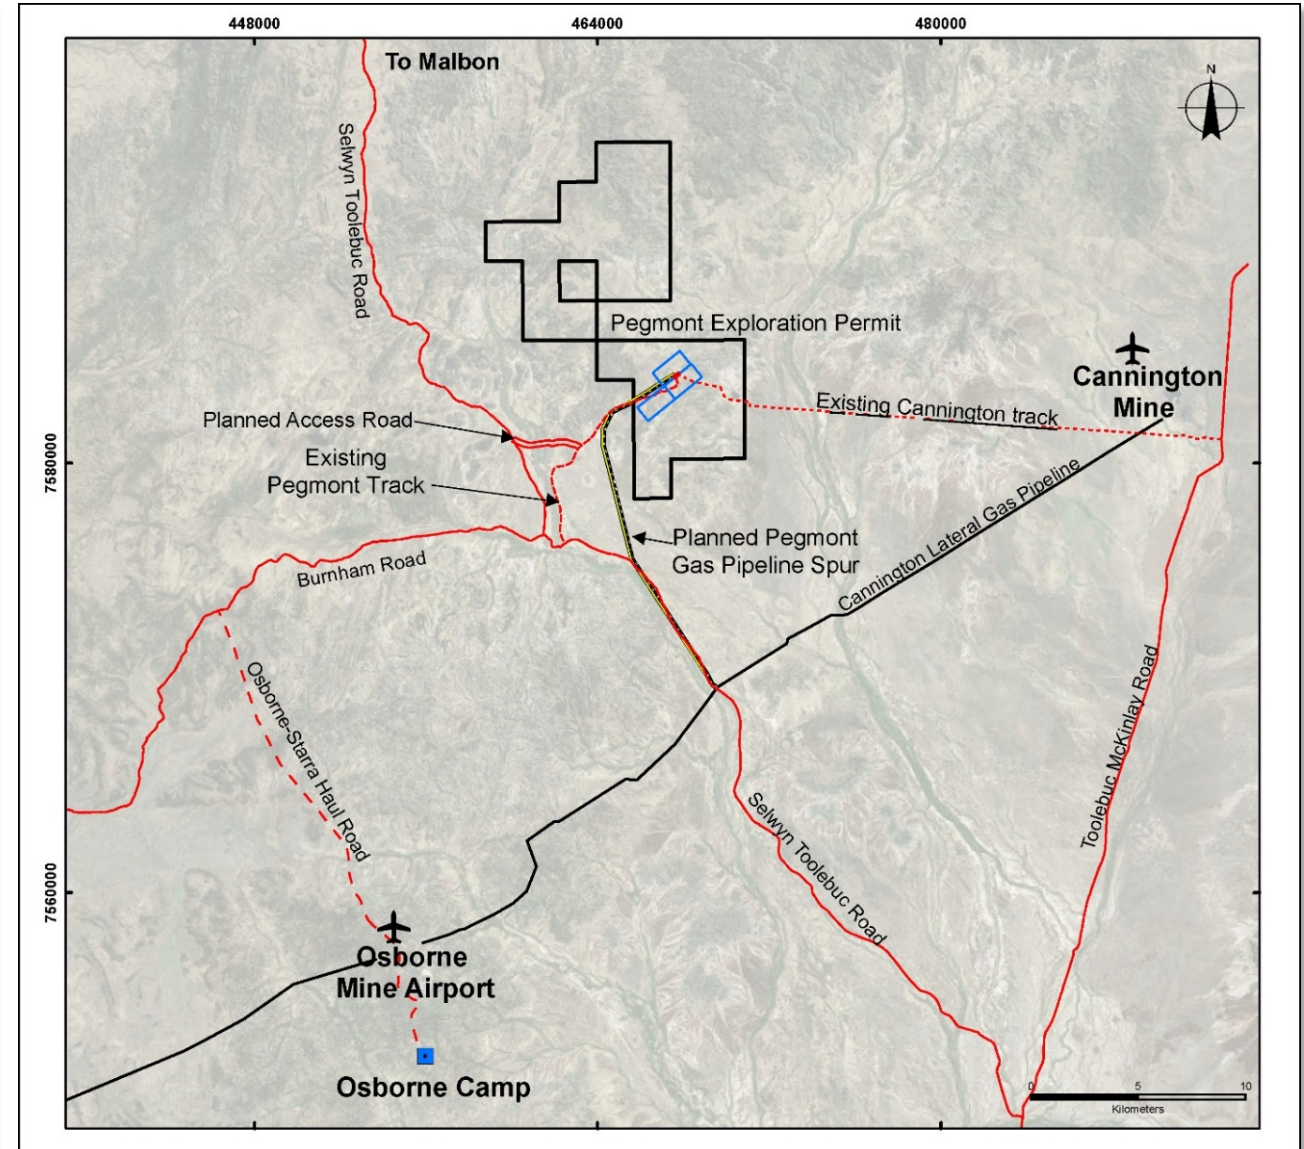 448000
464000
480000
To Malbon
N
Selwyn Toolebuc Road
Pegmont Exploration Permit
Cannington
Mine
Existing Cannington track
Planned Access Road
Existing
Pegmont Track
7580000
Planned Pegmont
Gas Pipeline Spur
Cannington Lateral Gas Pipeline
Burnham Road
Osborne-Starra Haul Road
Toolebuc McKinlay Road
Selwyn Toolebuc Road
7560000
Osborne
Mine Airport
Osborne Camp
0 5 10
Kilometers